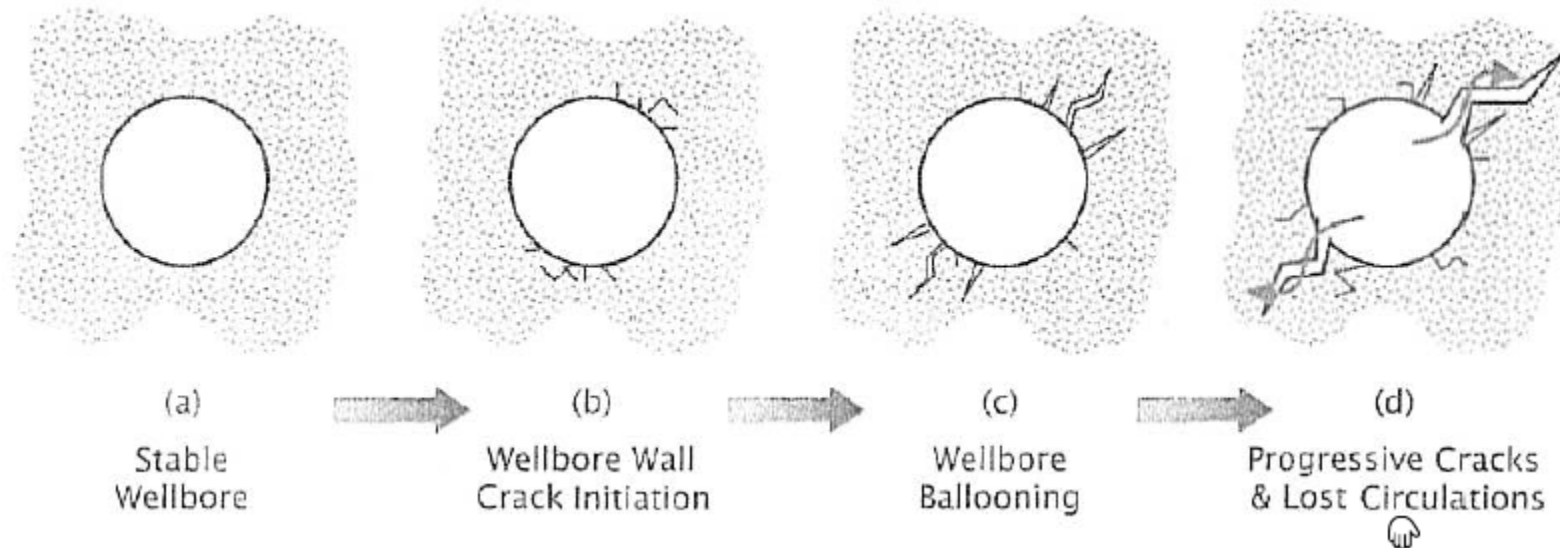 (a)
Stable
Wellbore
(b)
Wellbore Wall
Crack Initiation
(c)
Wellbore
Ballooning
(d)
Progressive Cracks
& Lost Circulations